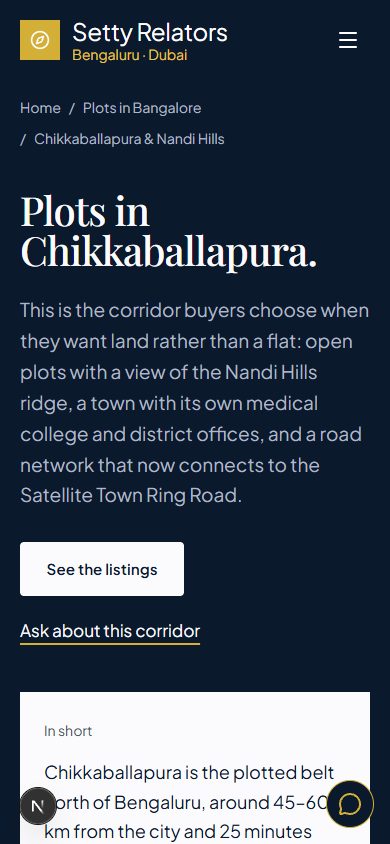 Setty Relators
Bengaluru · Dubai
Home / Plots in Bangalore
/ Chikkaballapura & Nandi Hills
Plots in
Chikkaballapura.
This is the corridor buyers choose when
they want land rather than a flat: open
plots with a view of the Nandi Hills
ridge, a town with its own medical
college and district offices, and a road
network that now connects to the
Satellite Town Ring Road.
See the listings
Ask about this corridor
In short
Chikkaballapura is the plotted belt
north of Bengaluru, around 45–60
km from the city and 25 minutes
N